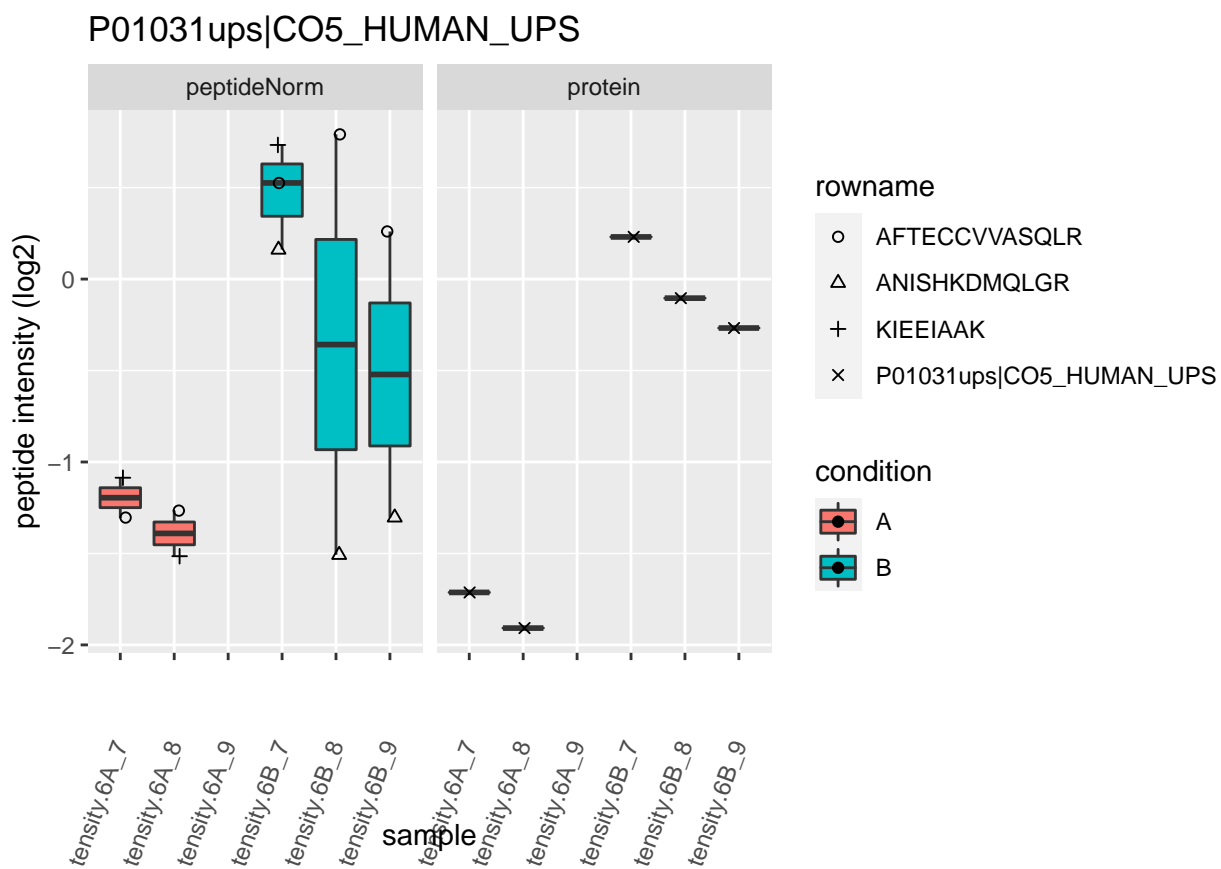 P01031ups|CO5_HUMAN_UPS
peptideNorm
protein
peptide intensity (log2)
0
−1
−2
tensity.6A_7
tensity.6A_8
tensity.6A_9
tensity.6B_7
tensity.6B_8
tensity.6B_9
tensity.6A_7
tensity.6A_8
tensity.6A_9
tensity.6B_7
tensity.6B_8
tensity.6B_9
sample
rowname
AFTECCVVASQLR
ANISHKDMQLGR
KIEEIAAK
P01031ups|CO5_HUMAN_UPS
condition
A
B